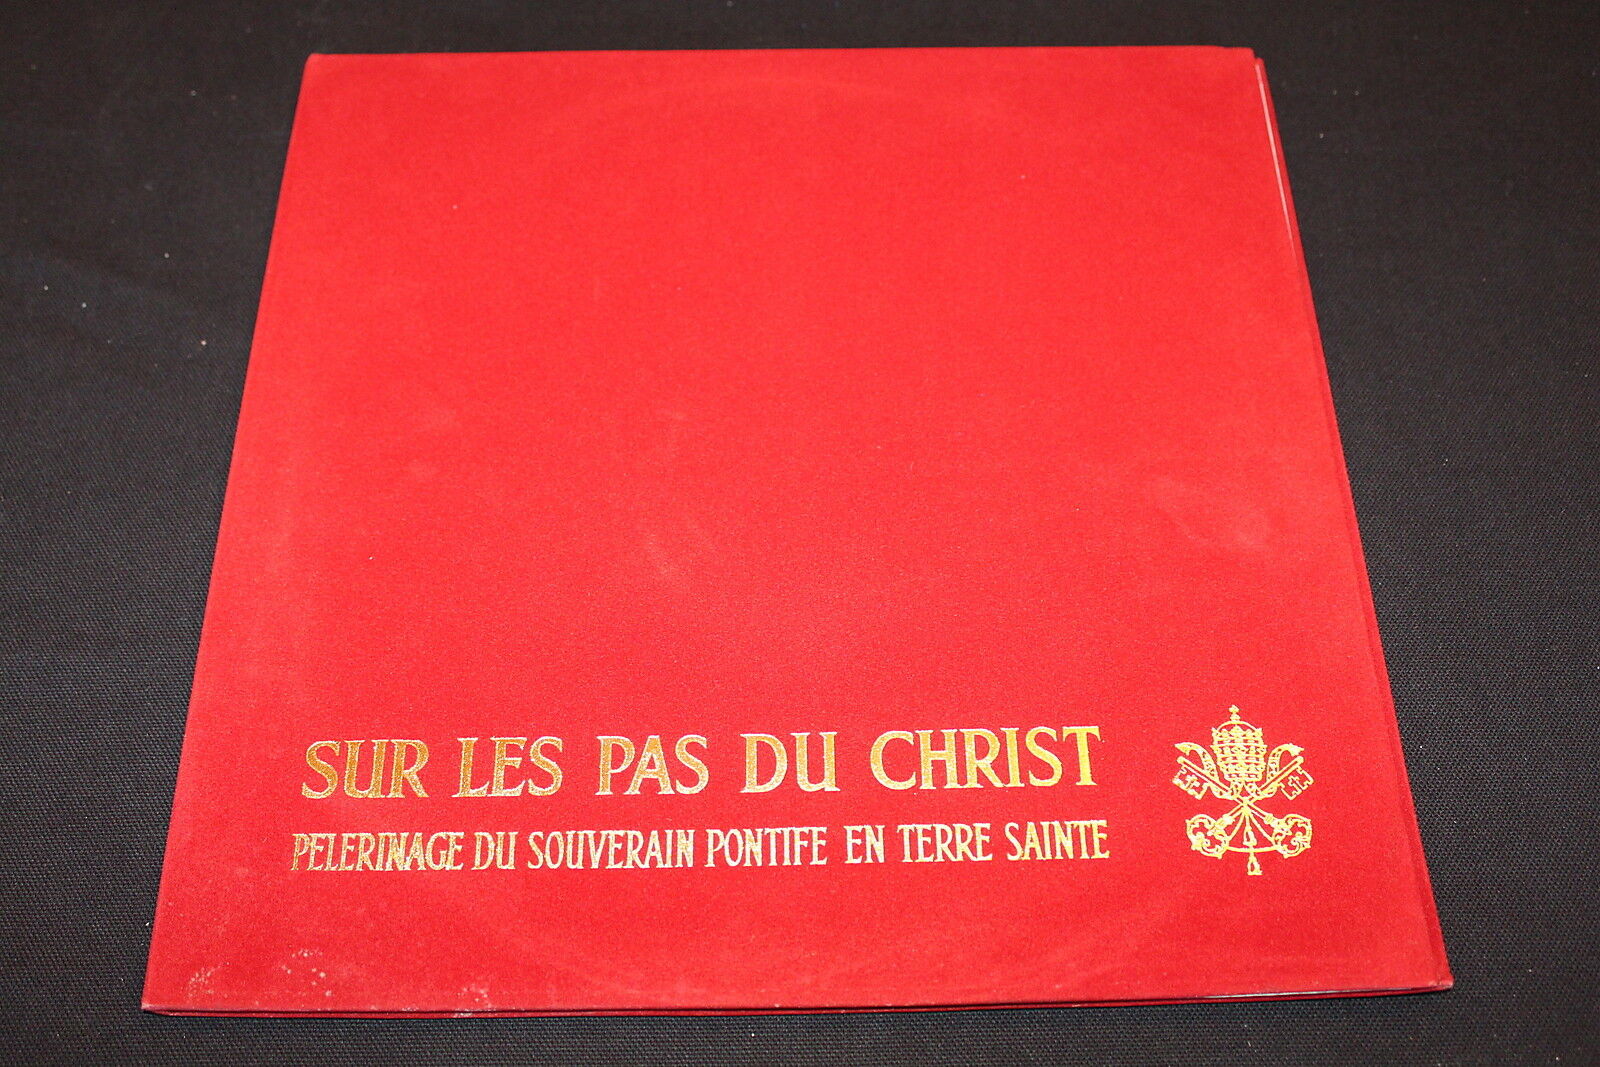 SUR LES PAS DU CHRIST
PELERINAGE DU SOUVERAIN PONTIFE EN TERRE SAINTE